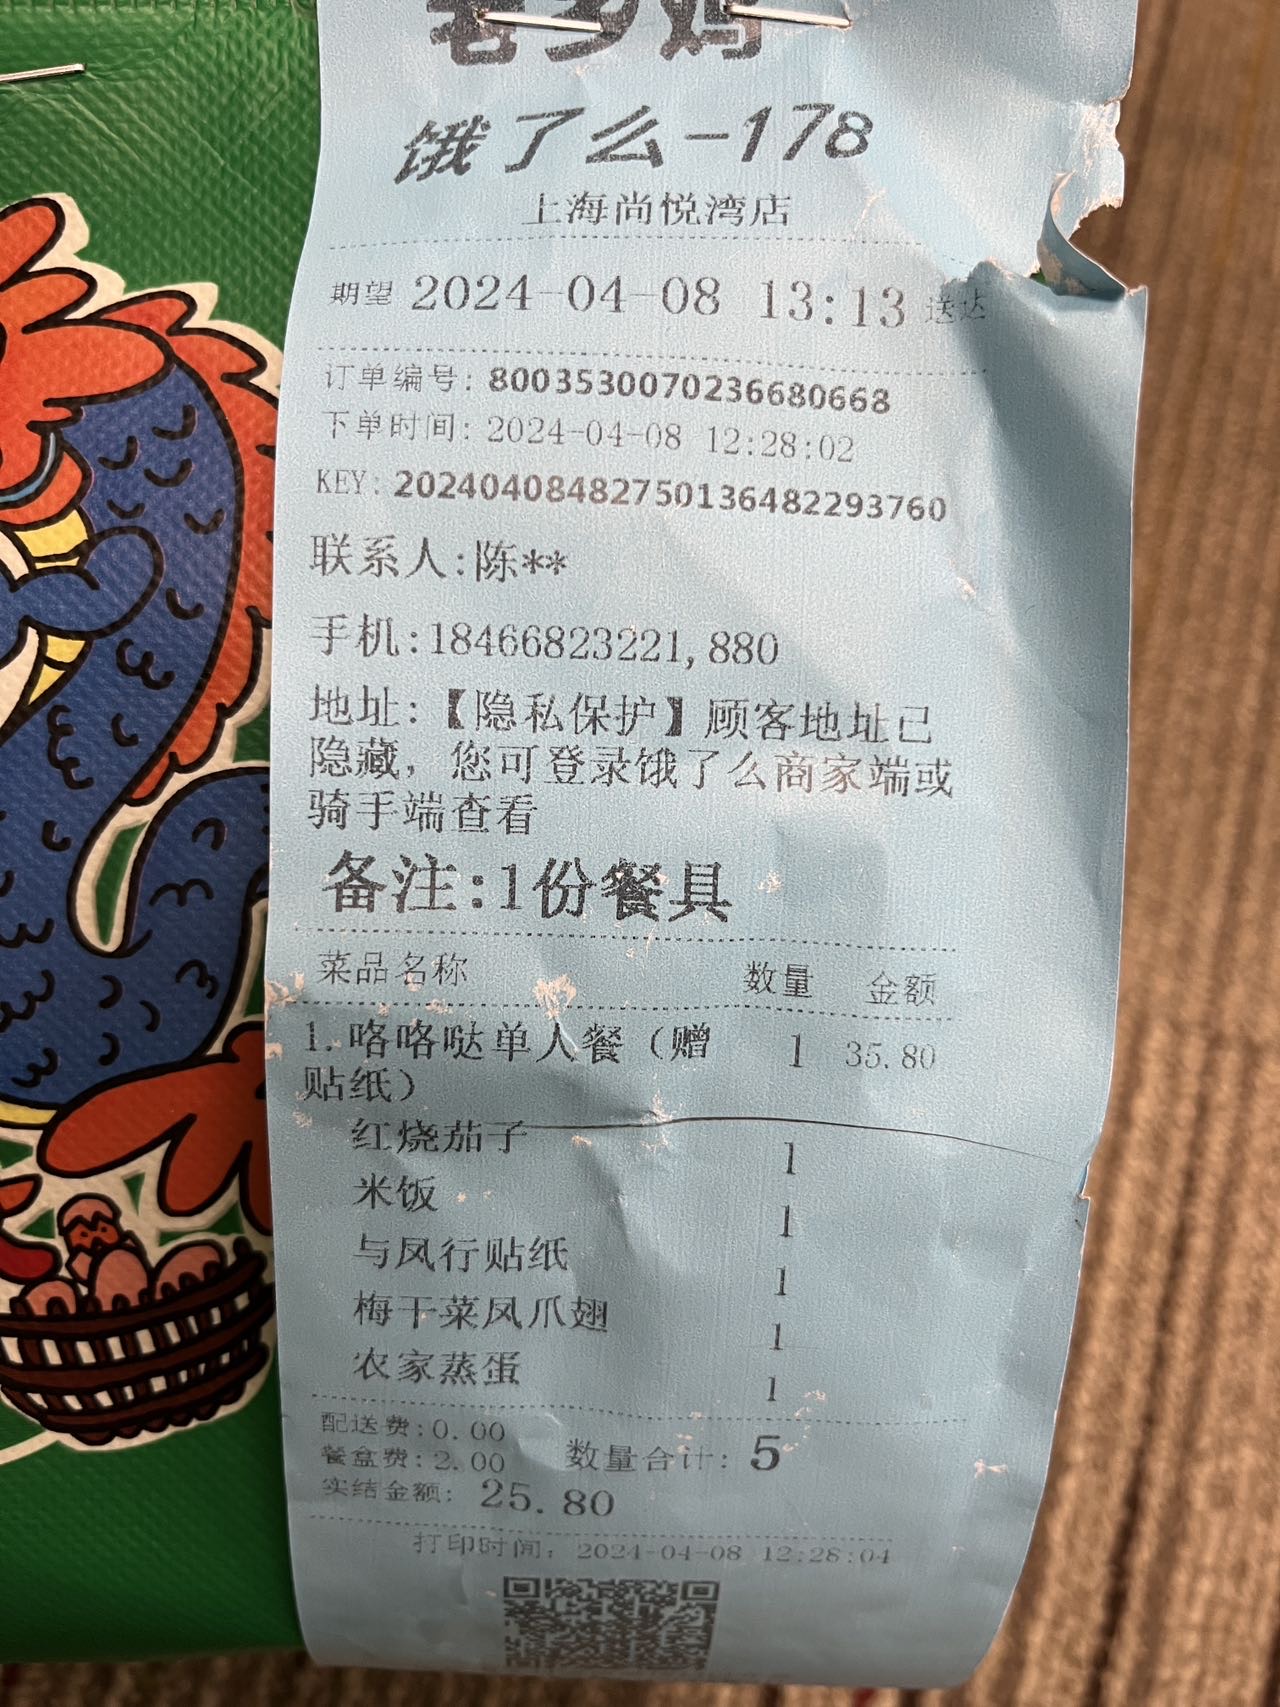 老乡鸡
饿了么-178
上海尚悦湾店
期望 2024-04-08 13:13 送达
订单编号: 8003530070236680668
下单时间: 2024-04-08 12:28:02
KEY: 20240408482750136482293760
联系人:陈**
手机:18466823221,880
地址:【隐私保护】顾客地址已
隐藏, 您可登录饿了么商家端或
骑手端查看
备注:1份餐具
菜品名称 数量 金额
1.咯咯哒单人餐（赠 1 35.80
贴纸）
红烧茄子 1
米饭 1
与凤行贴纸 1
梅干菜凤爪翅 1
农家蒸蛋 1
配送费:0.00
餐盒费:2.00 数量合计: 5
实结金额: 25.80
打印时间: 2024-04-08 12:28:04